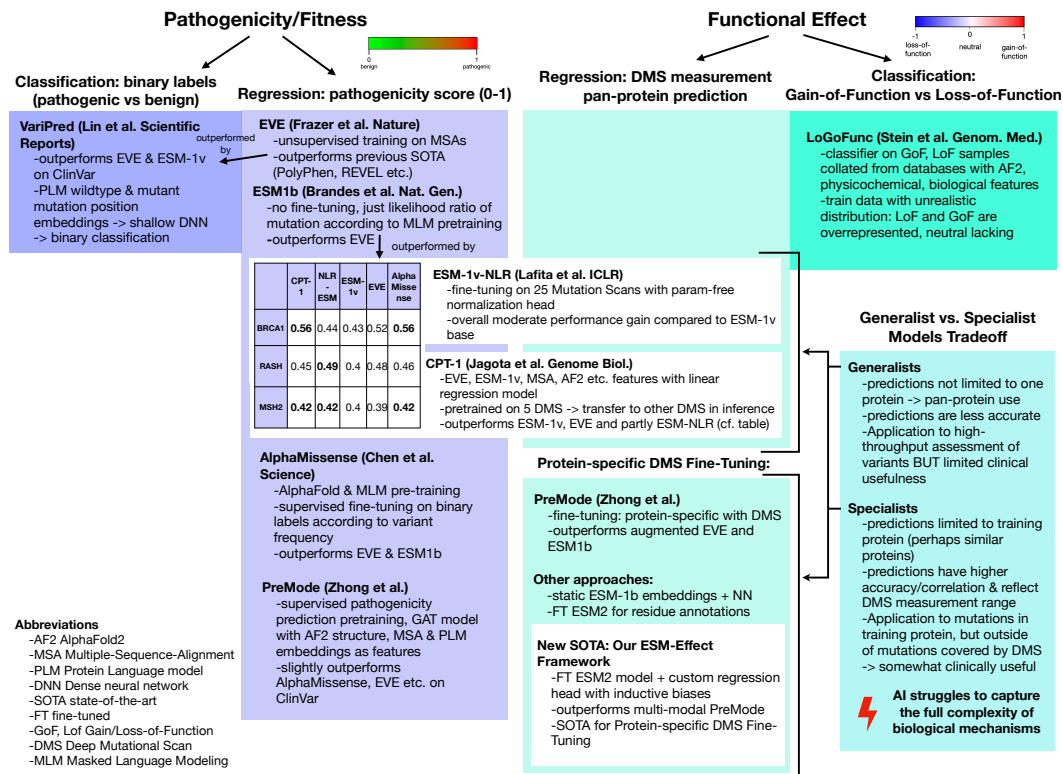 Pathogenicity/Fitness
0
benign
1
pathogenic
Classification: binary labels
(pathogenic vs benign)
Regression: pathogenicity score (0-1)
VariPred (Lin et al. Scientific
Reports)
-outperforms EVE & ESM-1v
on ClinVar
-PLM wildtype & mutant
mutation position
embeddings -> shallow DNN
-> binary classification
outperformed
by
EVE (Frazer et al. Nature)
-unsupervised training on MSAs
-outperforms previous SOTA
(PolyPhen, REVEL etc.)
ESM1b (Brandes et al. Nat. Gen.)
-no fine-tuning, just likelihood ratio of
mutation according to MLM pretraining
-outperforms EVE
outperformed by
CPT-1 NLR-ESM ESM-1v EVE Alpha Missense
BRCA1 0.56 0.44 0.43 0.52 0.56
RASH 0.45 0.49 0.4 0.48 0.46
MSH2 0.42 0.42 0.4 0.39 0.42
AlphaMissense (Chen et al.
Science)
-AlphaFold & MLM pre-training
-supervised fine-tuning on binary
labels according to variant
frequency
-outperforms EVE & ESM1b
PreMode (Zhong et al.)
-supervised pathogenicity
prediction pretraining, GAT model
with AF2 structure, MSA & PLM
embeddings as features
-slightly outperforms
AlphaMissense, EVE etc. on
ClinVar
Abbreviations
-AF2 AlphaFold2
-MSA Multiple-Sequence-Alignment
-PLM Protein Language model
-DNN Dense neural network
-SOTA state-of-the-art
-FT fine-tuned
-GoF, Lof Gain/Loss-of-Function
-DMS Deep Mutational Scan
-MLM Masked Language Modeling
Functional Effect
-1
loss-of-
function
0
neutral
1
gain-of-
function
Regression: DMS measurement
pan-protein prediction
Classification:
Gain-of-Function vs Loss-of-Function
LoGoFunc (Stein et al. Genom. Med.)
-classifier on GoF, LoF samples
collated from databases with AF2,
physicochemical, biological features
-train data with unrealistic
distribution: LoF and GoF are
overrepresented, neutral lacking
ESM-1v-NLR (Lafita et al. ICLR)
-fine-tuning on 25 Mutation Scans with param-free
normalization head
-overall moderate performance gain compared to ESM-1v
base
CPT-1 (Jagota et al. Genome Biol.)
-EVE, ESM-1v, MSA, AF2 etc. features with linear
regression model
-pretrained on 5 DMS -> transfer to other DMS in inference
-outperforms ESM-1v, EVE and partly ESM-NLR (cf. table)
Protein-specific DMS Fine-Tuning:
PreMode (Zhong et al.)
-fine-tuning: protein-specific with DMS
-outperforms augmented EVE and
ESM1b
Other approaches:
-static ESM-1b embeddings + NN
-FT ESM2 for residue annotations
New SOTA: Our ESM-Effect
Framework
-FT ESM2 model + custom regression
head with inductive biases
-outperforms multi-modal PreMode
-SOTA for Protein-specific DMS Fine-
Tuning
Generalist vs. Specialist
Models Tradeoff
Generalists
-predictions not limited to one
protein -> pan-protein use
-predictions are less accurate
-Application to high-
throughput assessment of
variants BUT limited clinical
usefulness
Specialists
-predictions limited to training
protein (perhaps similar
proteins)
-predictions have higher
accuracy/correlation & reflect
DMS measurement range
-Application to mutations in
training protein, but outside
of mutations covered by DMS
-> somewhat clinically useful
AI struggles to capture
the full complexity of
biological mechanisms